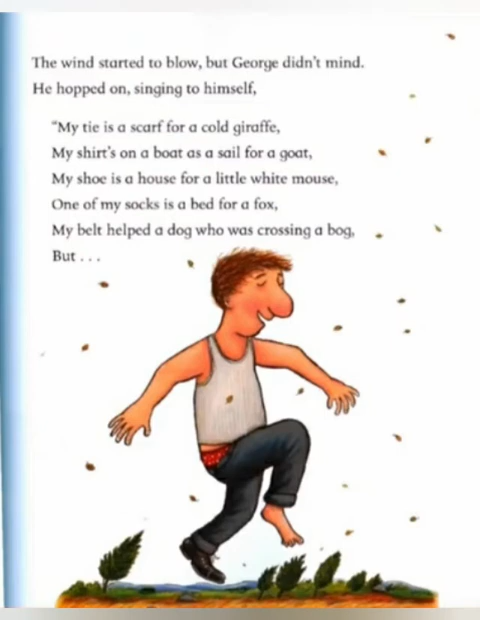 The wind started to blow, but George didn't mind.
He hopped on, singing to himself,
"My tie is a scarf for a cold giraffe,
My shirt's on a boat as a sail for a goat,
My shoe is a house for a little white mouse,
One of my socks is a bed for a fox,
My belt helped a dog who was crossing a bog,
But . . .